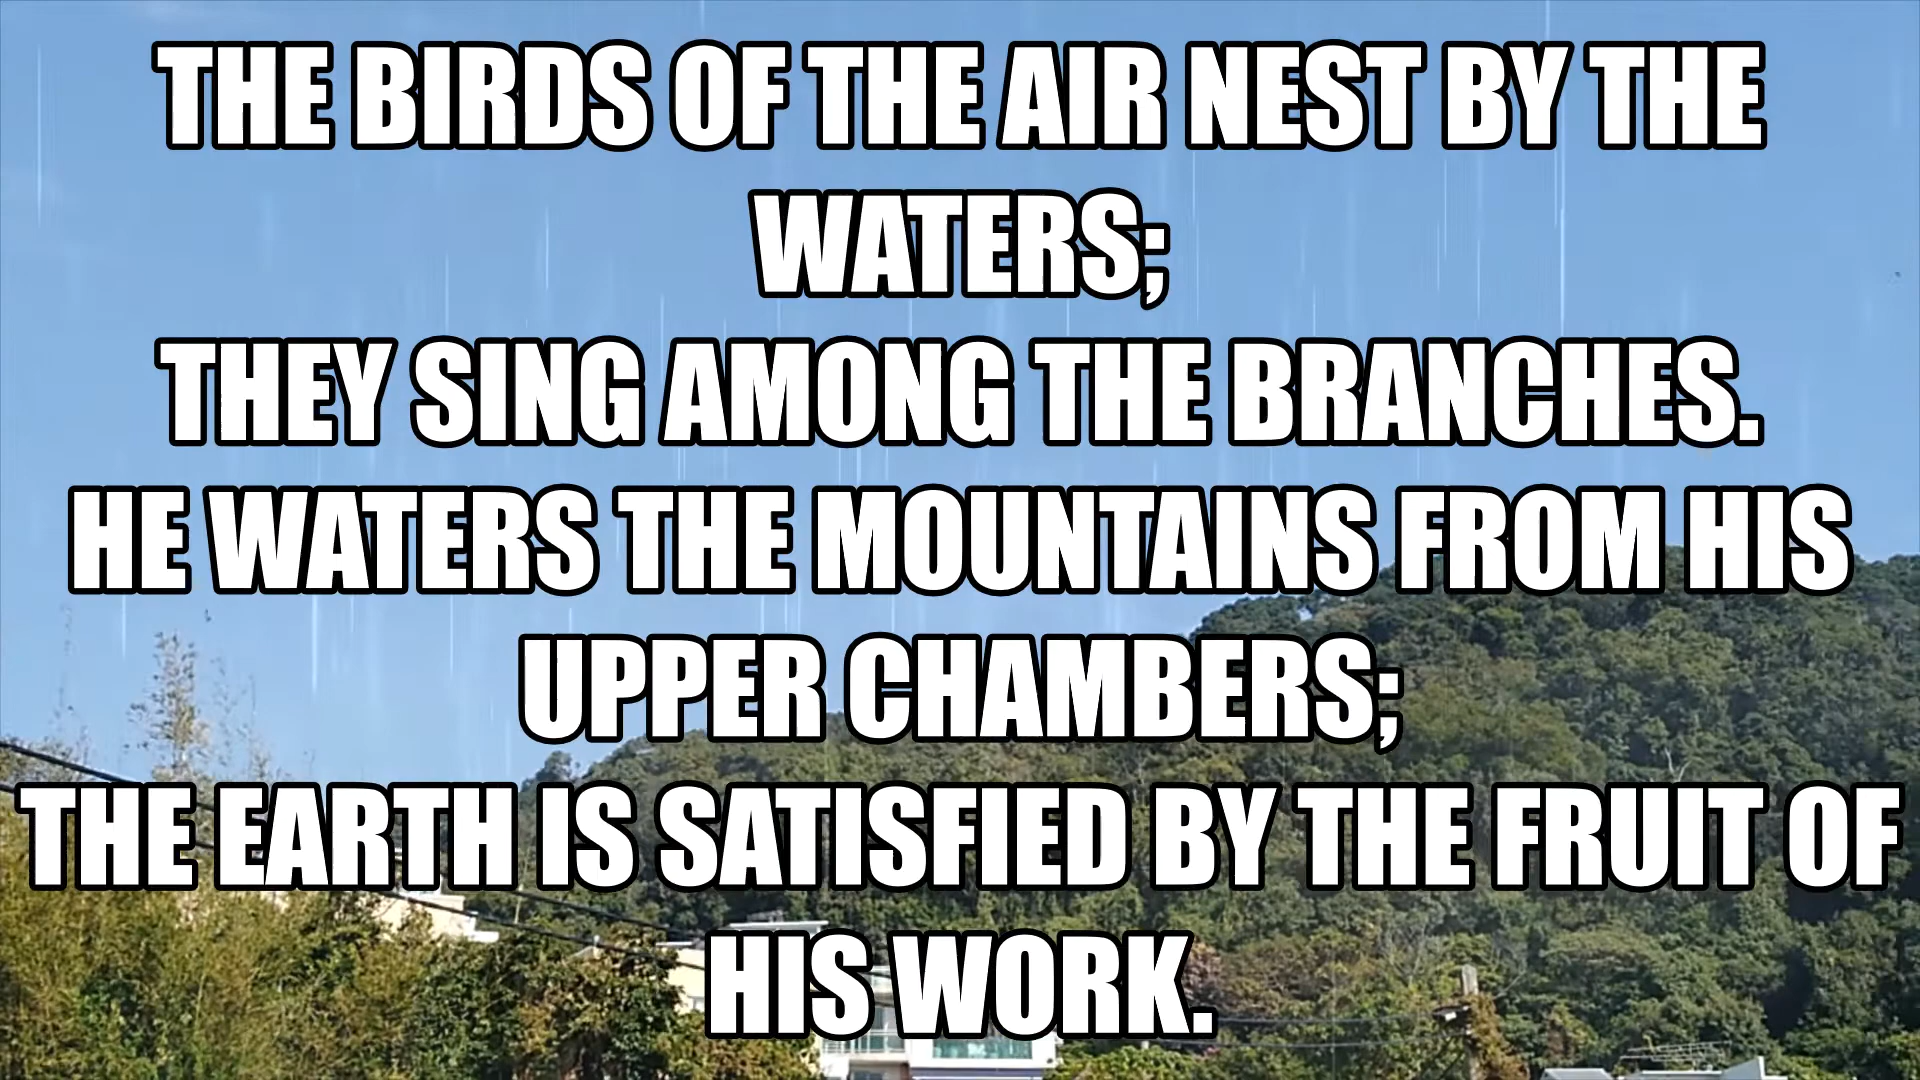 THE BIRDS OF THE AIR NEST BY THE
WATERS;
THEY SING AMONG THE BRANCHES.
HE WATERS THE MOUNTAINS FROM HIS
UPPER CHAMBERS;
THE EARTH IS SATISFIED BY THE FRUIT OF
HIS WORK.